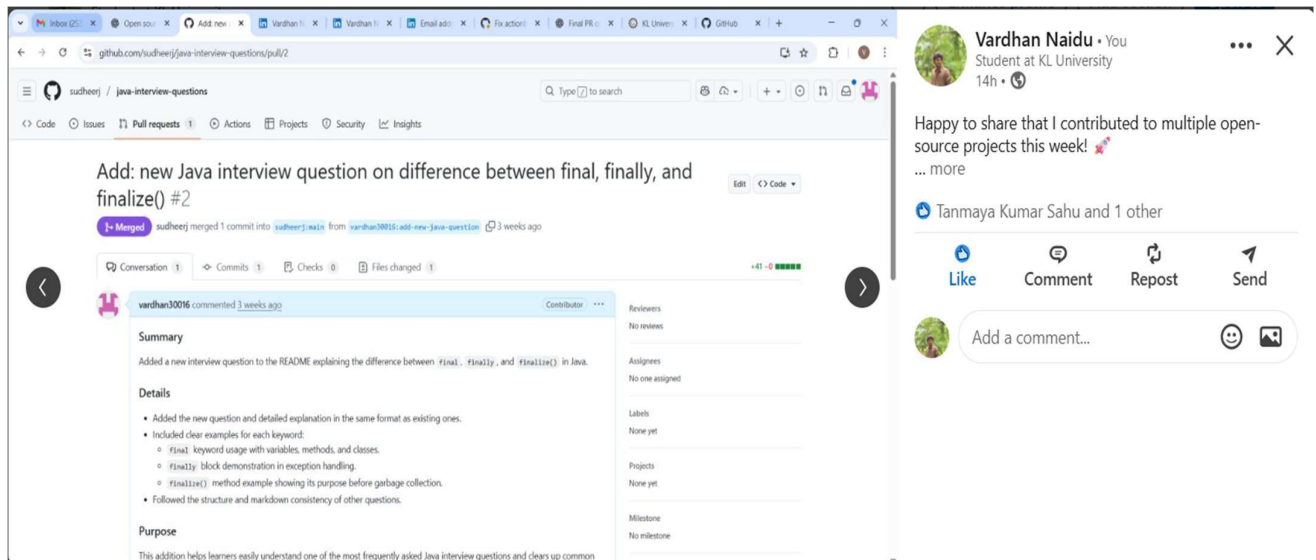 Inbox (25)
Open sou
Add: new
Vardhan N
Vardhan N
Email add
Fix action
Final PR c
KL Univers
GitHub
github.com/sudheerj/java-interview-questions/pull/2
sudheerj / java-interview-questions
Type / to search
Code Issues Pull requests 1 Actions Projects Security Insights
Add: new Java interview question on difference between final, finally, and
finalize() #2
Edit <> Code
Merged sudheerj merged 1 commit into sudheerj:main from vardhan30016:add-new-java-question 3 weeks ago
Conversation 1 Commits 1 Checks 0 Files changed 1 +41 -0
vardhan30016 commented 3 weeks ago Contributor ...
Summary
Added a new interview question to the README explaining the difference between final, finally, and finalize() in Java.
Details
• Added the new question and detailed explanation in the same format as existing ones.
• Included clear examples for each keyword:
final keyword usage with variables, methods, and classes.
finally block demonstration in exception handling.
finalize() method example showing its purpose before garbage collection.
• Followed the structure and markdown consistency of other questions.
Purpose
This addition helps learners easily understand one of the most frequently asked Java interview questions and clears up common
Reviewers
No reviews
Assignees
No one assigned
Labels
None yet
Projects
None yet
Milestone
No milestone
Vardhan Naidu • You
Student at KL University
14h •
Happy to share that I contributed to multiple open-
source projects this week! 🚀
... more
Tanmaya Kumar Sahu and 1 other
Like Comment Repost Send
Add a comment...